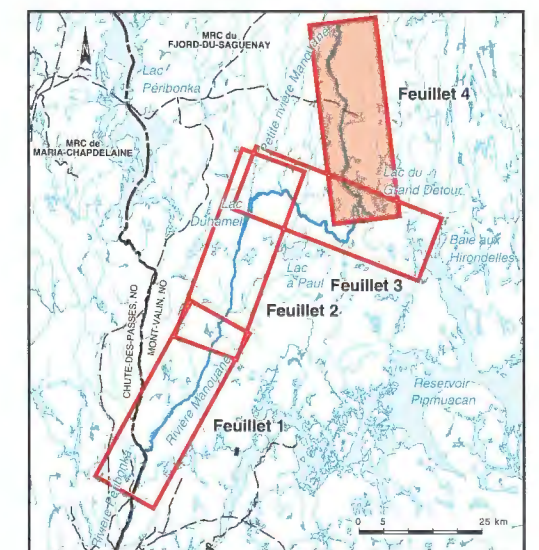 MRC du
FJORD-DU-SAGUENAY
Lac
Péribonka
MRC de
MARIA-CHAPDELAINE
Petite rivière Manouane
Feuillet 4
Lac du
Grand Détour
Lac
Duhamel
Baie aux
Hirondelles
Lac
à Paul
Feuillet 3
Feuillet 2
CHUTE-DES-PASSES, NO
MONT-VALIN, NO
Rivière Manouane
Réservoir
Pipmuacan
Feuillet 1
Rivière Péribonka
0 5 25 km